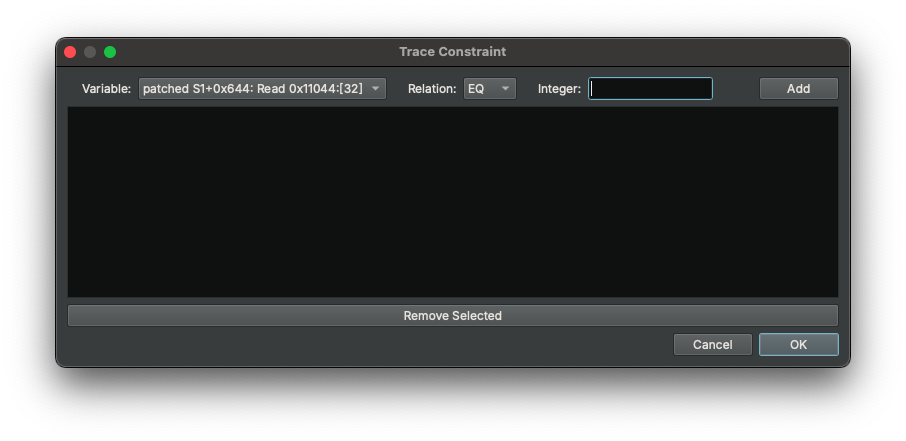 Trace Constraint
Variable: patched S1+0x644: Read 0x11044:[32] Relation: EQ Integer: Add
Remove Selected
Cancel OK